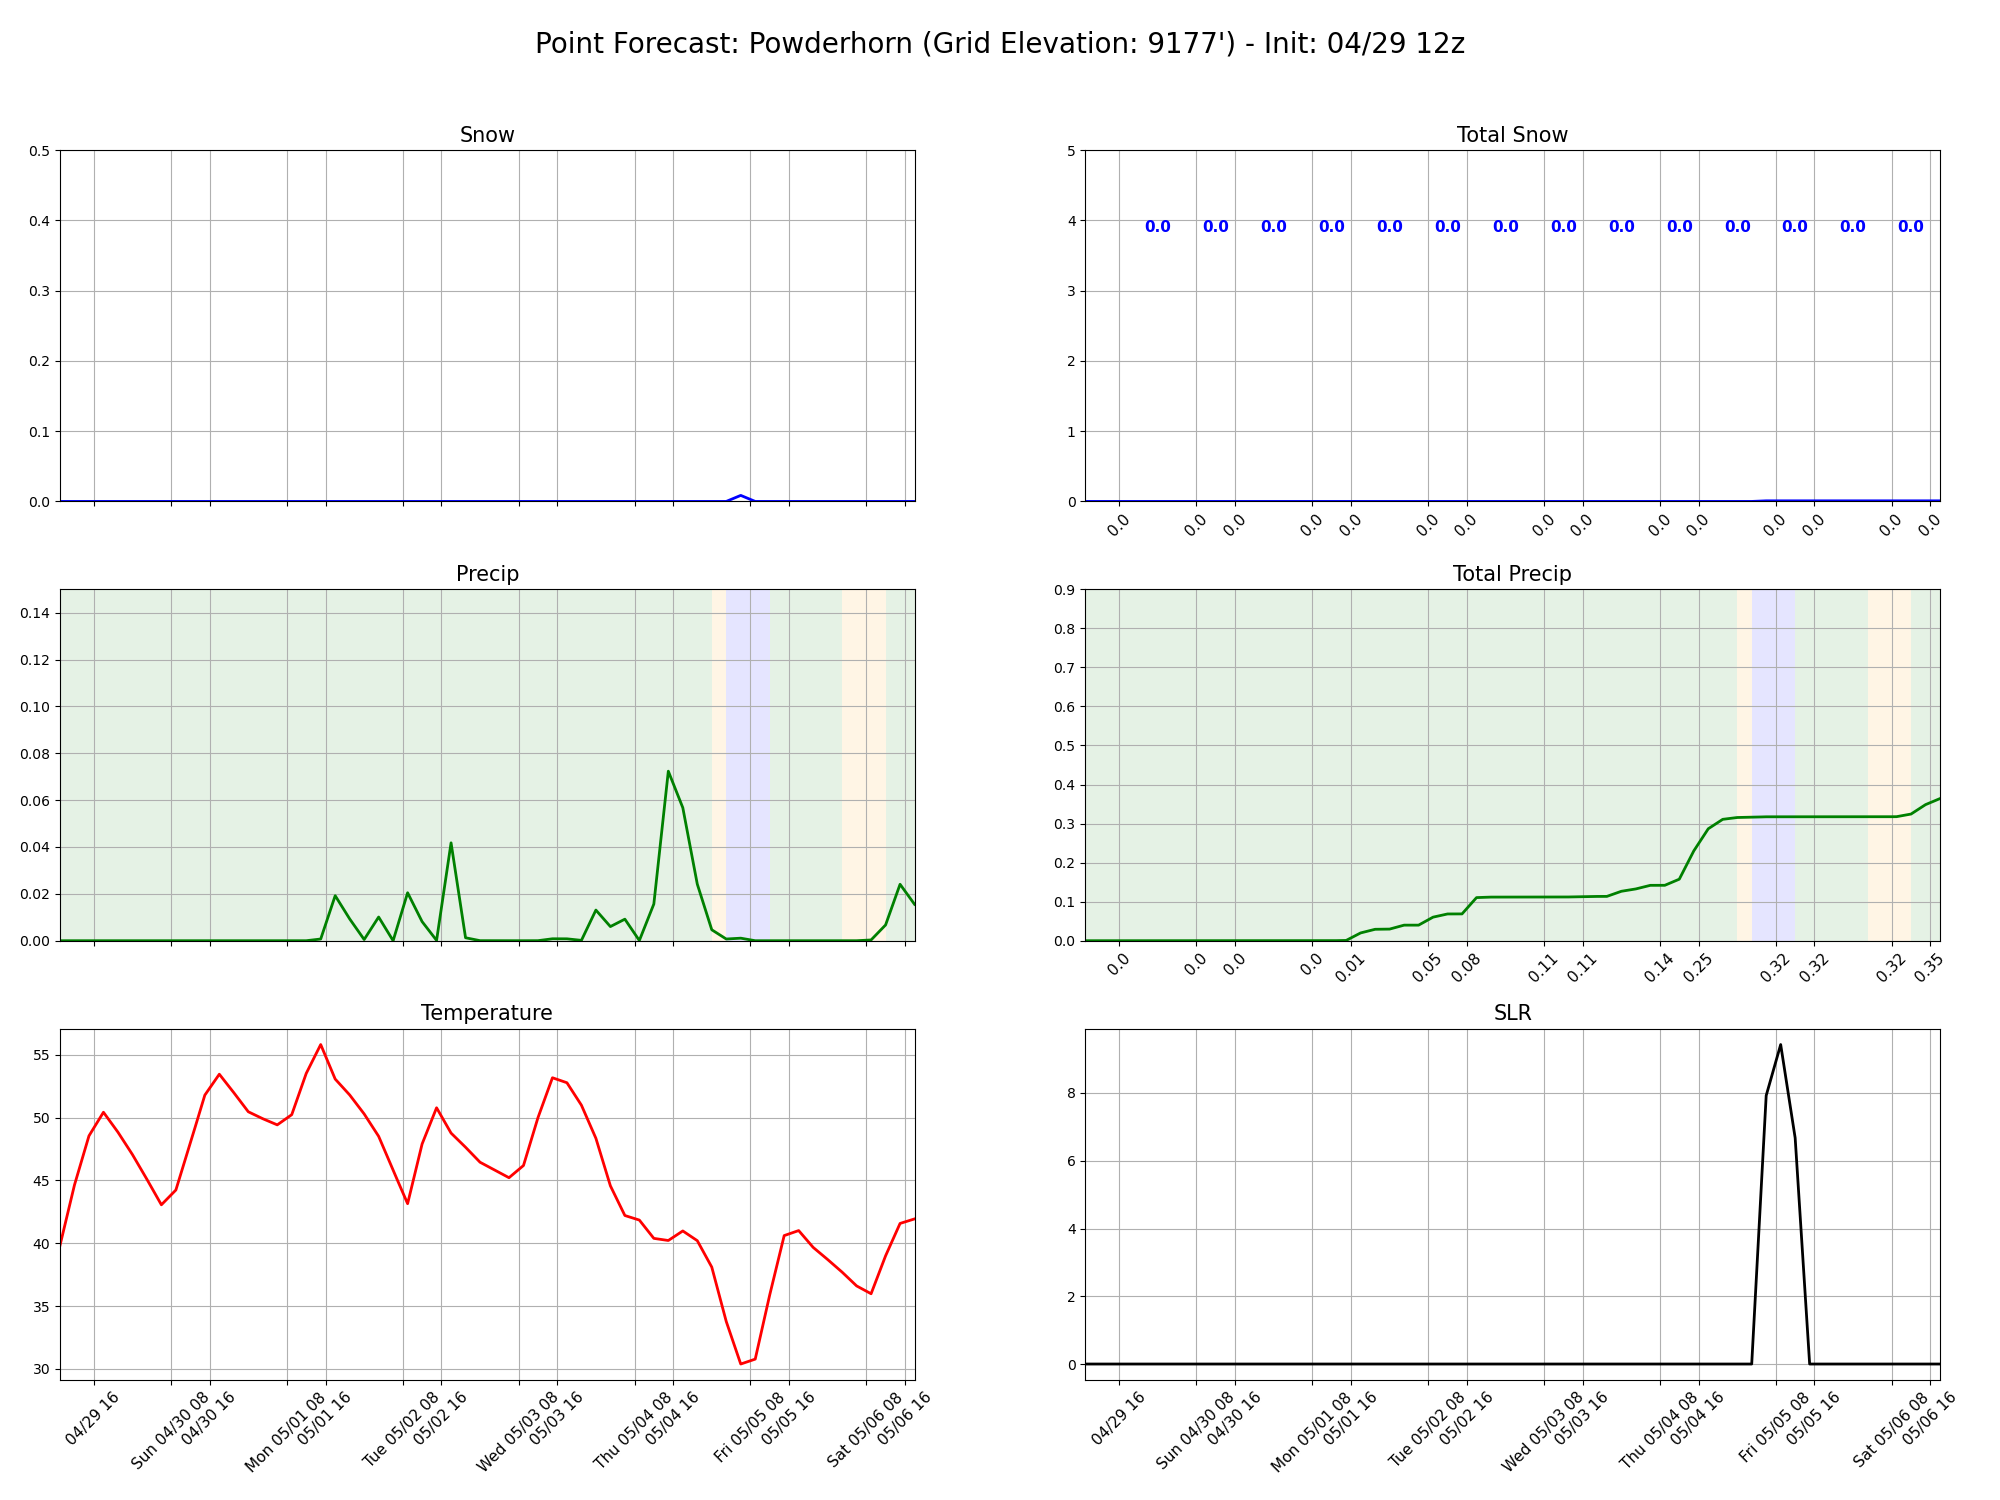 Point Forecast: Powderhorn (Grid Elevation: 9177') - Init: 04/29 12z
Snow
0.5
0.4
0.3
0.2
0.1
0.0
Total Snow
5
4
3
2
1
0
0.0 0.0 0.0 0.0 0.0 0.0 0.0 0.0 0.0 0.0 0.0 0.0 0.0 0.0
0.0 0.0 0.0 0.0 0.0 0.0 0.0 0.0 0.0 0.0 0.0 0.0 0.0 0.0 0.0
Precip
0.14
0.12
0.10
0.08
0.06
0.04
0.02
0.00
Total Precip
0.9
0.8
0.7
0.6
0.5
0.4
0.3
0.2
0.1
0.0
0.0 0.0 0.0 0.0 0.01 0.05 0.08 0.11 0.11 0.14 0.25 0.32 0.32 0.32 0.35
Temperature
55
50
45
40
35
30
04/29 16
Sun 04/30 08
04/30 16
Mon 05/01 08
05/01 16
Tue 05/02 08
05/02 16
Wed 05/03 08
05/03 16
Thu 05/04 08
05/04 16
Fri 05/05 08
05/05 16
Sat 05/06 08
05/06 16
SLR
8
6
4
2
0
04/29 16
Sun 04/30 08
04/30 16
Mon 05/01 08
05/01 16
Tue 05/02 08
05/02 16
Wed 05/03 08
05/03 16
Thu 05/04 08
05/04 16
Fri 05/05 08
05/05 16
Sat 05/06 08
05/06 16